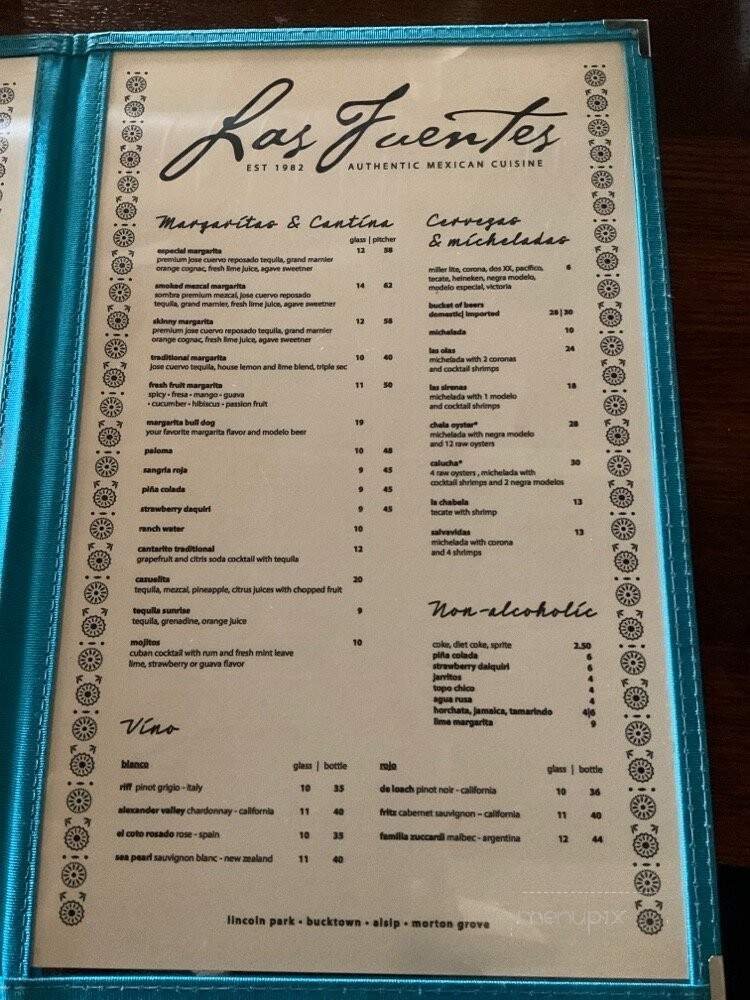 Las Fuentes
EST 1982 AUTHENTIC MEXICAN CUISINE
Margaritas & Cantina
glass | pitcher
especial margarita 12 58
premium jose cuervo reposado tequila, grand marnier
orange cognac, fresh lime juice, agave sweetner
smoked mezcal margarita 14 62
sombra premium mezcal, jose cuervo reposado
tequila, grand marnier, fresh lime juice, agave sweetner
skinny margarita 12 58
premium jose cuervo reposado tequila, grand marnier
orange cognac, fresh lime juice, agave sweetner
traditional margarita 10 40
jose cuervo tequila, house lemon and lime blend, triple sec
fresh fruit margarita 11 50
spicy • fresa • mango • guava
• cucumber • hibiscus • passion fruit
margarita bull dog 19
your favorite margarita flavor and modelo beer
paloma 10 48
sangria roja 9 45
piña colada 9 45
strawberry daquiri 9 45
ranch water 10
cantarito traditional 12
grapefruit and citris soda cocktail with tequila
cazuelita 20
tequila, mezcal, pineapple, citrus juices with chopped fruit
tequila sunrise 9
tequila, grenadine, orange juice
mojitos 10
cuban cocktail with rum and fresh mint leave
lime, strawberry or guava flavor
Cervezas
& micheladas
miller lite, corona, dos XX, pacifico, 6
tecate, heineken, negra modelo,
modelo especial, victoria
bucket of beers
domestic| imported 28|30
michelada 10
las olas 24
michelada with 2 coronas
and cocktail shrimps
las sirenas 18
michelada with 1 modelo
and cocktail shrimps
chela oyster* 28
michelada with negra modelo
and 12 raw oysters
calucha* 30
4 raw oysters , michelada with
cocktail shrimps and 2 negra modelos
la chabela 13
tecate with shrimp
salvavidas 13
michelada with corona
and 4 shrimps
Non-alcoholic
coke, diet coke, sprite 2.50
piña colada 6
strawberry daiquiri 6
jarritos 4
topo chico 4
agua rusa 4
horchata, jamaica, tamarindo 4|6
lime margarita 9
Vino
blanco glass | bottle
riff pinot grigio - italy 10 35
alexander valley chardonnay - california 11 40
el coto rosado rose - spain 10 35
sea pearl sauvignon blanc - new zealand 11 40
rojo glass | bottle
de loach pinot noir - california 10 36
fritz cabernet sauvignon – california 11 40
familia zuccardi malbec - argentina 12 44
lincoln park • bucktown • alsip • morton grove
menupix